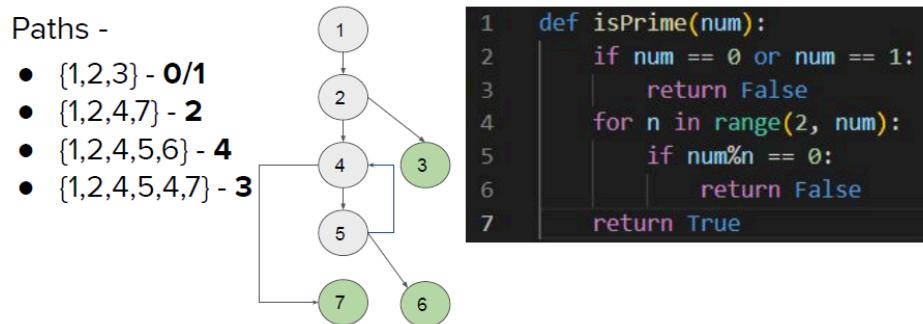 Paths -
● {1,2,3} - 0/1
● {1,2,4,7} - 2
● {1,2,4,5,6} - 4
● {1,2,4,5,4,7} - 3
1
2
4
3
5
7
6
1 def isPrime(num):
2     if num == 0 or num == 1:
3         return False
4     for n in range(2, num):
5         if num%n == 0:
6             return False
7     return True